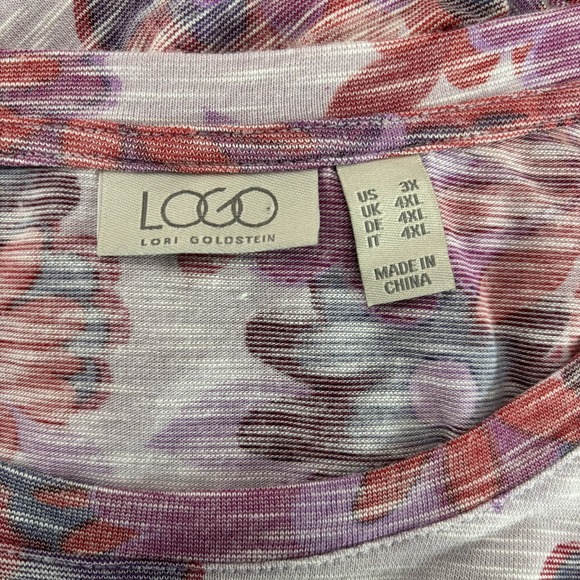 LOGO
LORI GOLDSTEIN
US 3X
UK 4XL
DE 4XL
IT 4XL
MADE IN
CHINA